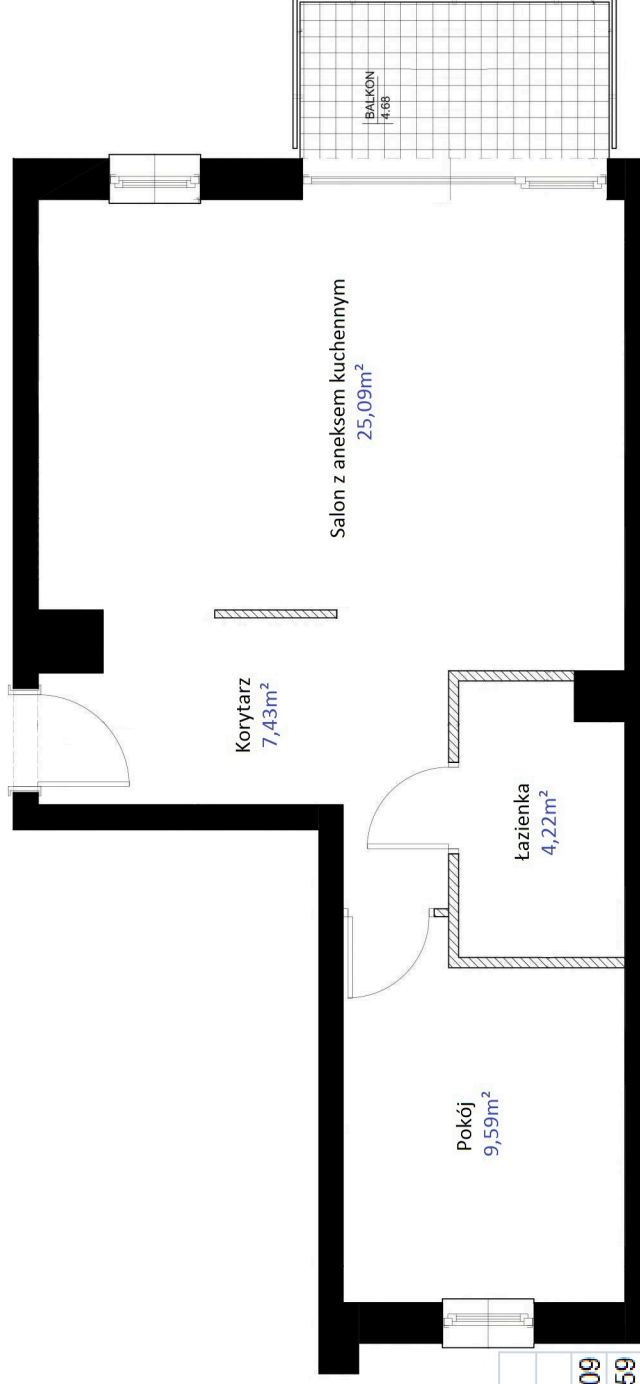 BALKON
4.68
Salon z aneksem kuchennym
25,09m²
Korytarz
7,43m²
Łazienka
4,22m²
Pokój
9,59m²
09
59